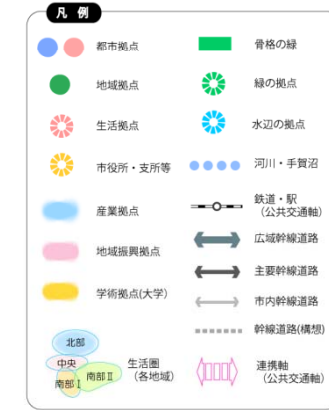 凡 例
都市拠点
地域拠点
生活拠点
市役所・支所等
産業拠点
地域振興拠点
学術拠点(大学)
北部
中央
南部Ⅰ
南部Ⅱ
生活圏
(各地域)
骨格の緑
緑の拠点
水辺の拠点
河川・手賀沼
鉄道・駅
(公共交通軸)
広域幹線道路
主要幹線道路
市内幹線道路
幹線道路(構想)
連携軸
(公共交通軸)